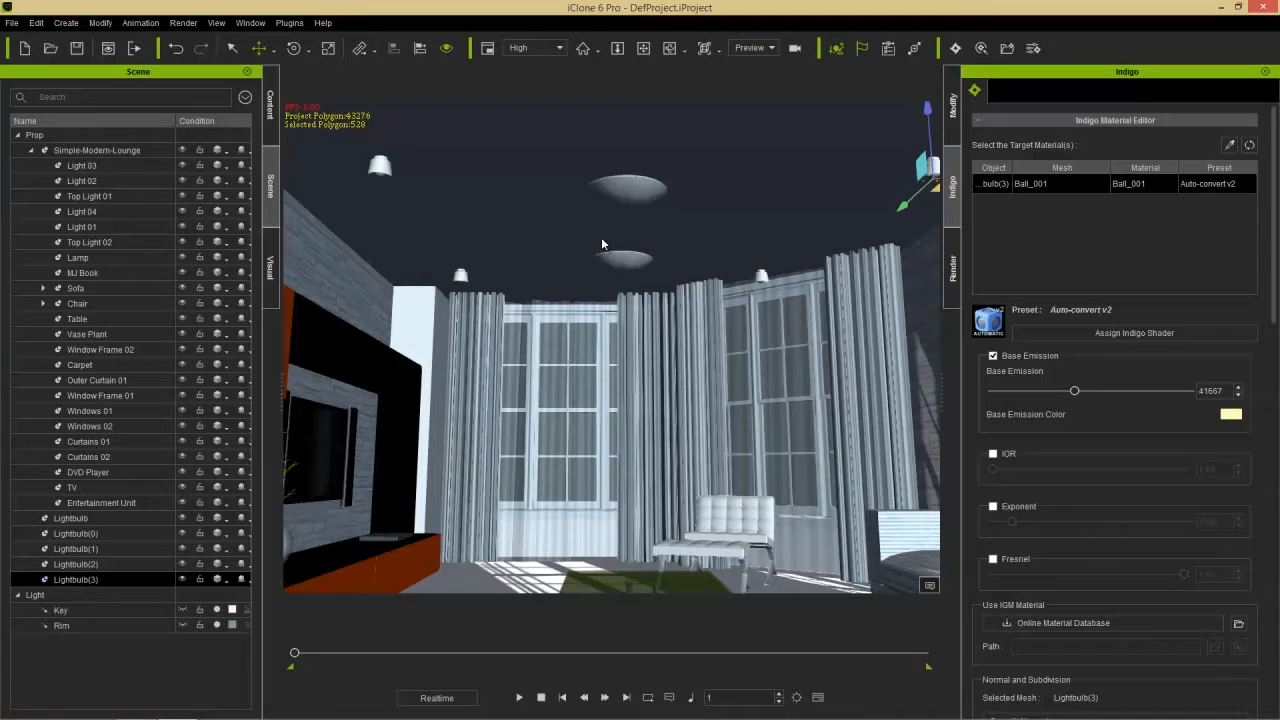 iClone 6 Pro - DefProject.iProject
File Edit Create Modify Animation Render View Window Plugins Help
High Preview
Scene
Search
Name Condition
Prop
Simple-Modern-Lounge
Light 03
Light 02
Top Light 01
Light 04
Light 01
Top Light 02
Lamp
MJ Book
Sofa
Chair
Table
Vase Plant
Window Frame 02
Carpet
Outer Curtain 01
Window Frame 01
Windows 01
Windows 02
Curtains 01
Curtains 02
DVD Player
TV
Entertainment Unit
Lightbulb
Lightbulb(0)
Lightbulb(1)
Lightbulb(2)
Lightbulb(3)
Light
Key
Rim
Content
Scene
Visual
Project Polygon:43276
Selected Polygon:528
Realtime
1
Modify
Indigo
Render
Indigo
Indigo Material Editor
Select the Target Material(s) :
Object Mesh Material Preset
...bulb(3) Ball_001 Ball_001 Auto-convert v2
v2
AUTOMATIC
Preset : Auto-convert v2
Assign Indigo Shader
Base Emission
Base Emission
41667
Base Emission Color
IOR
Exponent
Fresnel
Use IGM Material
Online Material Database
Path :
Normal and Subdivision
Selected Mesh : Lightbulb(3)